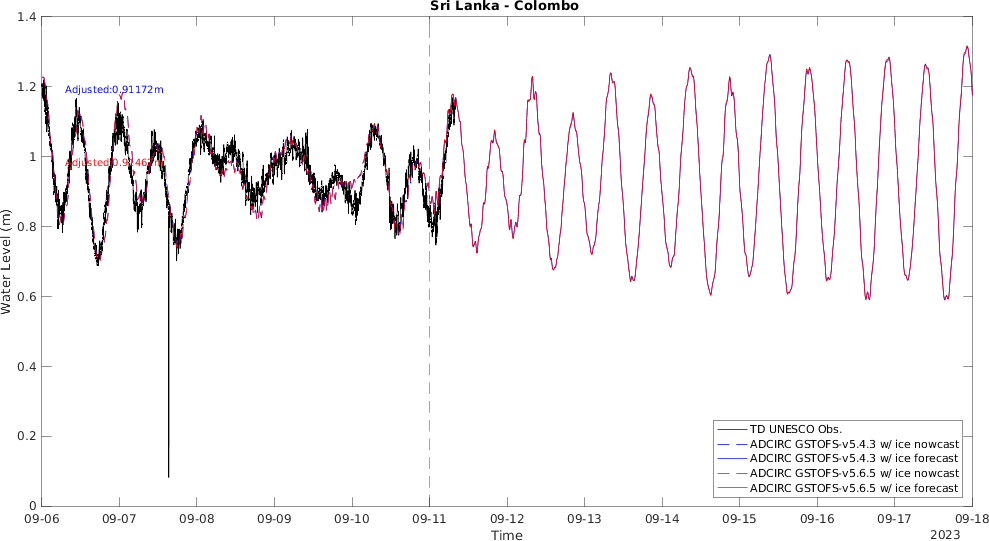 Sri Lanka - Colombo
1.4
1.2
1
0.8
0.6
0.4
0.2
0
Water Level (m)
Adjusted:0.91172m
TD UNESCO Obs.
ADCIRC GSTOFS-v5.4.3 w/ ice nowcast
ADCIRC GSTOFS-v5.4.3 w/ ice forecast
ADCIRC GSTOFS-v5.6.5 w/ ice nowcast
ADCIRC GSTOFS-v5.6.5 w/ ice forecast
09-06 09-07 09-08 09-09 09-10 09-11 09-12 09-13 09-14 09-15 09-16 09-17 09-18
Time
2023